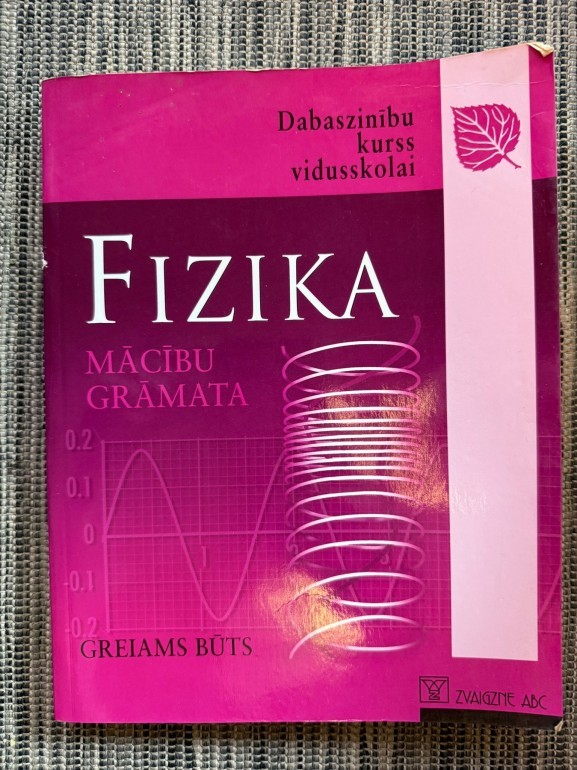 Dabaszinību
kurss
vidusskolai
FIZIKA
MĀCĪBU
GRĀMATA
0.2
0.1
0
-0.1
-0.2
1
GREIAMS BŪTS
ZVAIGZNE ABC